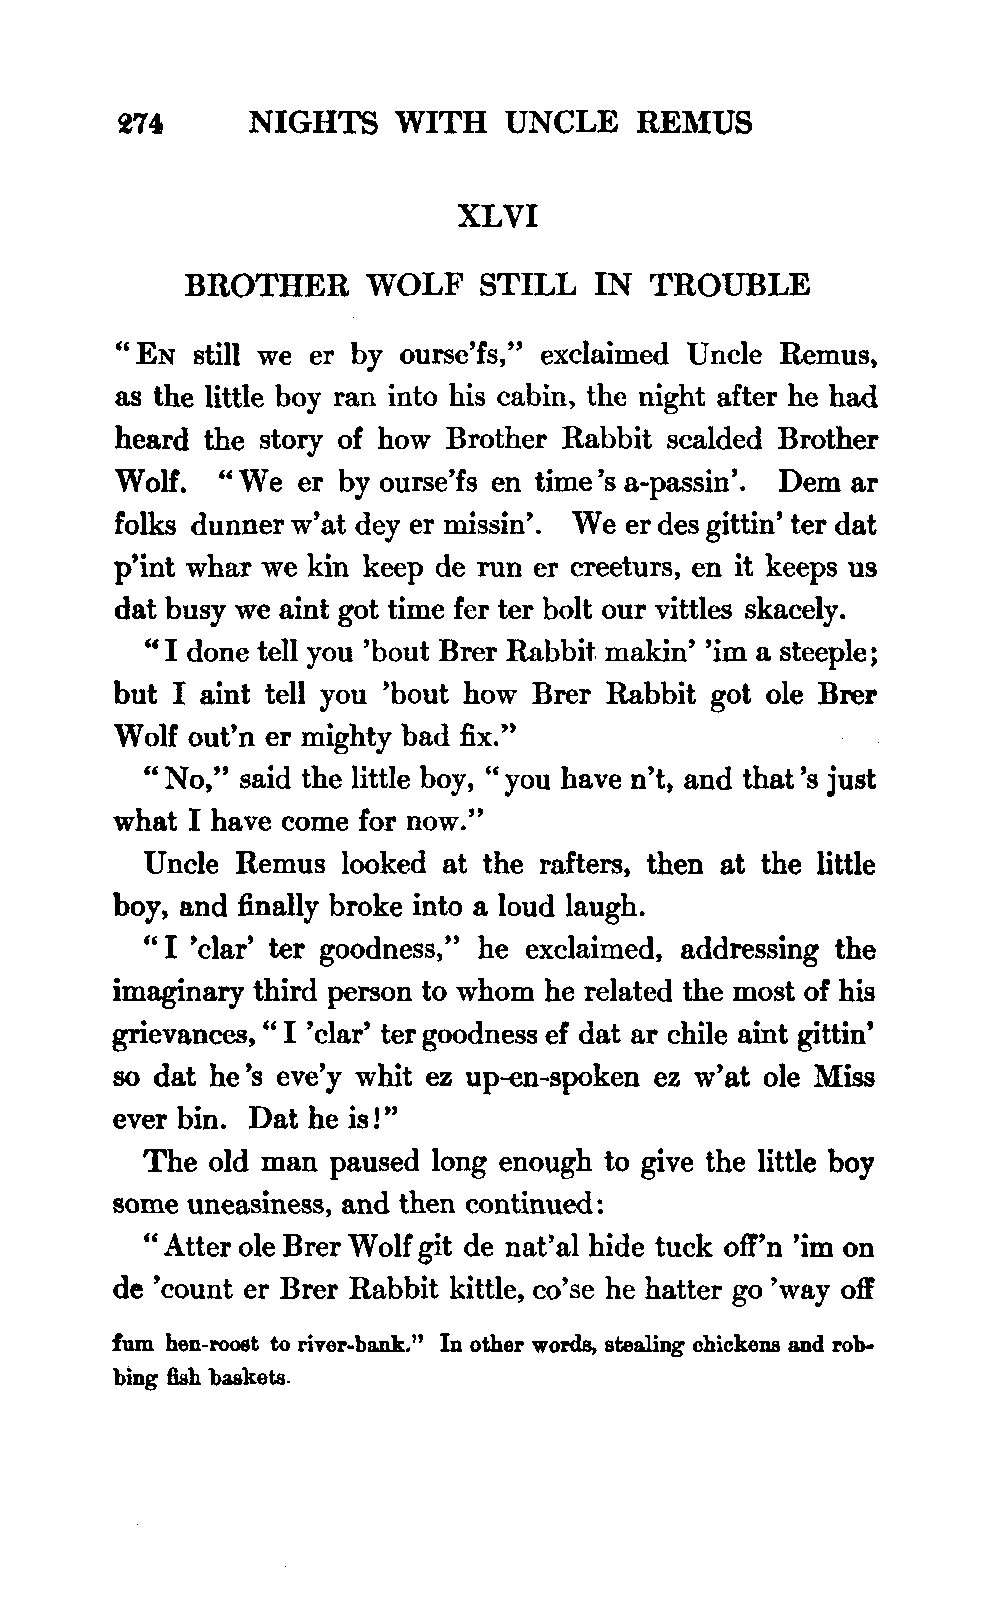 274 NIGHTS WITH UNCLE REMUS
XLVI
BROTHER WOLF STILL IN TROUBLE
“EN still we er by ourse’fs,” exclaimed Uncle Remus,
as the little boy ran into his cabin, the night after he had
heard the story of how Brother Rabbit scalded Brother
Wolf. “We er by ourse’fs en time’s a-passin’. Dem ar
folks dunner w’at dey er missin’. We er des gittin’ ter dat
p’int whar we kin keep de run er creeturs, en it keeps us
dat busy we aint got time fer ter bolt our vittles skacely.
“I done tell you ’bout Brer Rabbit makin’ ’im a steeple;
but I aint tell you ’bout how Brer Rabbit got ole Brer
Wolf out’n er mighty bad fix.”
“No,” said the little boy, “you have n’t, and that’s just
what I have come for now.”
Uncle Remus looked at the rafters, then at the little
boy, and finally broke into a loud laugh.
“I ’clar’ ter goodness,” he exclaimed, addressing the
imaginary third person to whom he related the most of his
grievances, “I ’clar’ ter goodness ef dat ar chile aint gittin’
so dat he’s eve’y whit ez up-en-spoken ez w’at ole Miss
ever bin. Dat he is!”
The old man paused long enough to give the little boy
some uneasiness, and then continued:
“Atter ole Brer Wolf git de nat’al hide tuck off’n ’im on
de ’count er Brer Rabbit kittle, co’se he hatter go ’way off
fum hen-roost to river-bank.” In other words, stealing chickens and rob-
bing fish baskets.